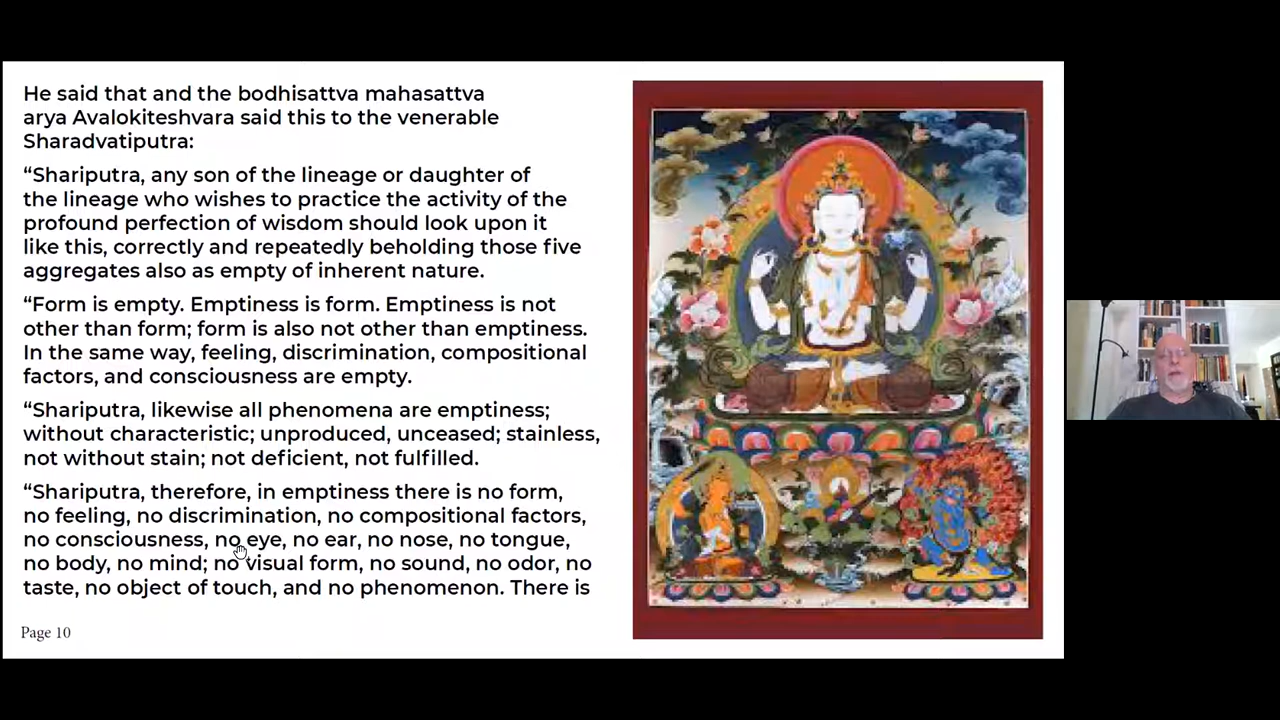 He said that and the bodhisattva mahasattva
arya Avalokiteshvara said this to the venerable
Sharadvatiputra:
“Shariputra, any son of the lineage or daughter of
the lineage who wishes to practice the activity of the
profound perfection of wisdom should look upon it
like this, correctly and repeatedly beholding those five
aggregates also as empty of inherent nature.
“Form is empty. Emptiness is form. Emptiness is not
other than form; form is also not other than emptiness.
In the same way, feeling, discrimination, compositional
factors, and consciousness are empty.
“Shariputra, likewise all phenomena are emptiness;
without characteristic; unproduced, unceased; stainless,
not without stain; not deficient, not fulfilled.
“Shariputra, therefore, in emptiness there is no form,
no feeling, no discrimination, no compositional factors,
no consciousness, no eye, no ear, no nose, no tongue,
no body, no mind; no visual form, no sound, no odor, no
taste, no object of touch, and no phenomenon. There is
Page 10